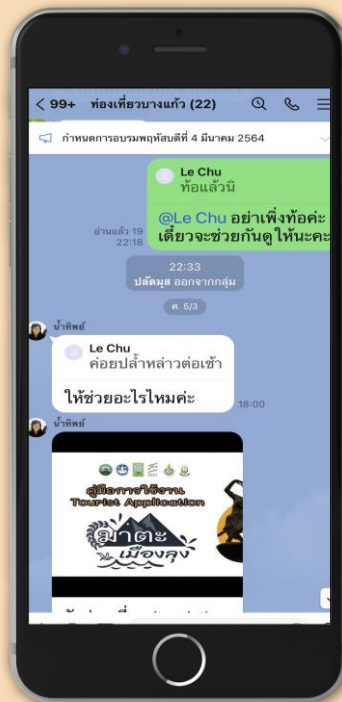 < 99+ ท่องเที่ยวบางแก้ว (22)
กำหนดการอบรมพฤหัสบดีที่ 4 มีนาคม 2564
Le Chu
ท้อแล้วนิ
@Le Chu อย่าเพิ่งท้อค่ะ
เดี๋ยวจะช่วยกันดูให้นะคะ
อ่านแล้ว 19
22:18
22:33
ปลัดมุส ออกจากกลุ่ม
ศ. 5/3
น้ำทิพย์
Le Chu
ค่อยปล้ำหล่าวต่อเช้า
ให้ช่วยอะไรไหมค่ะ
18:00
น้ำทิพย์
คู่มือการใช้งาน
Tourist Application
มาตะ
เมืองลุง